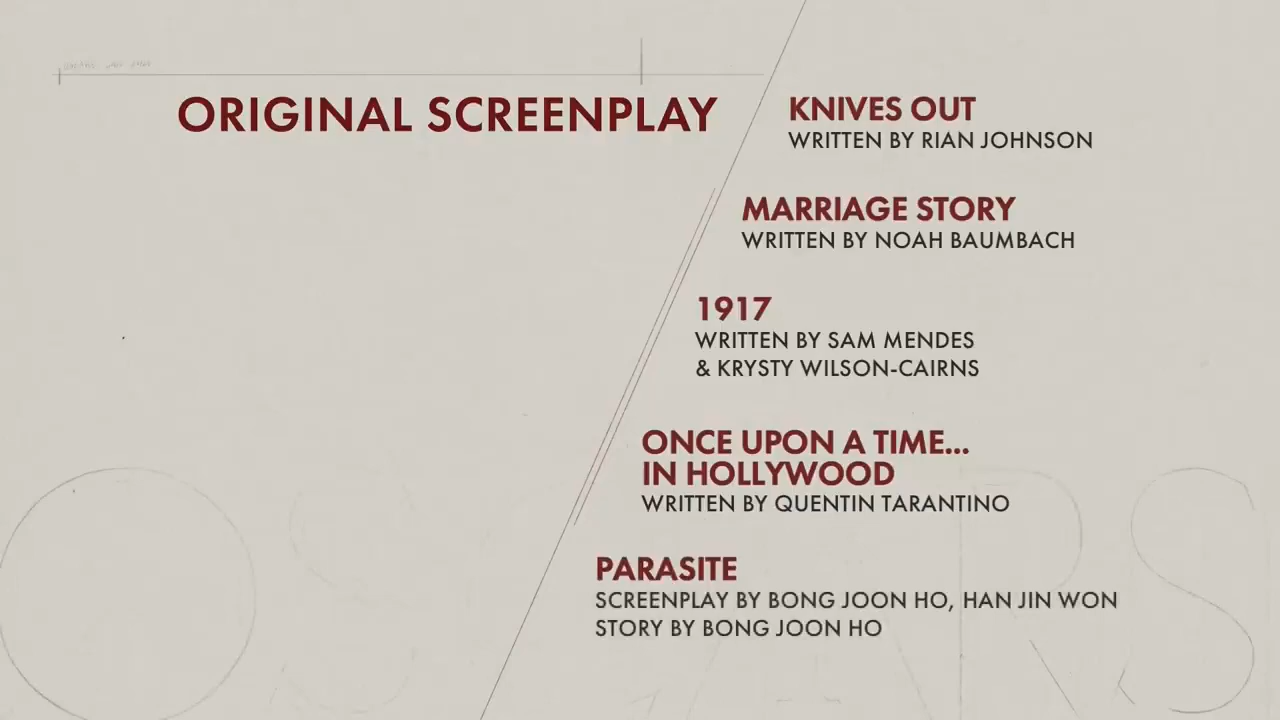 ORIGINAL SCREENPLAY
KNIVES OUT
WRITTEN BY RIAN JOHNSON
MARRIAGE STORY
WRITTEN BY NOAH BAUMBACH
1917
WRITTEN BY SAM MENDES
& KRYSTY WILSON-CAIRNS
ONCE UPON A TIME...
IN HOLLYWOOD
WRITTEN BY QUENTIN TARANTINO
PARASITE
SCREENPLAY BY BONG JOON HO, HAN JIN WON
STORY BY BONG JOON HO
OSCARS